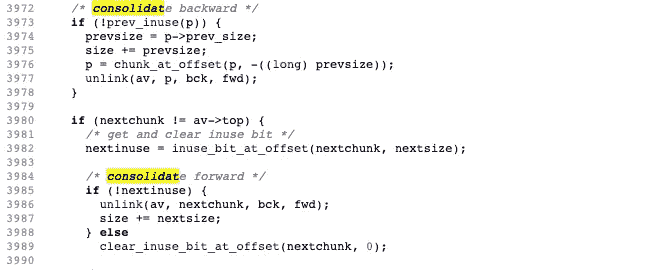 3972 /* consolidate backward */
3973 if (!prev_inuse(p)) {
3974 prevsize = p->prev_size;
3975 size += prevsize;
3976 p = chunk_at_offset(p, -((long) prevsize));
3977 unlink(av, p, bck, fwd);
3978 }
3979
3980 if (nextchunk != av->top) {
3981 /* get and clear inuse bit */
3982 nextinuse = inuse_bit_at_offset(nextchunk, nextsize);
3983
3984 /* consolidate forward */
3985 if (!nextinuse) {
3986 unlink(av, nextchunk, bck, fwd);
3987 size += nextsize;
3988 } else
3989 clear_inuse_bit_at_offset(nextchunk, 0);
3990